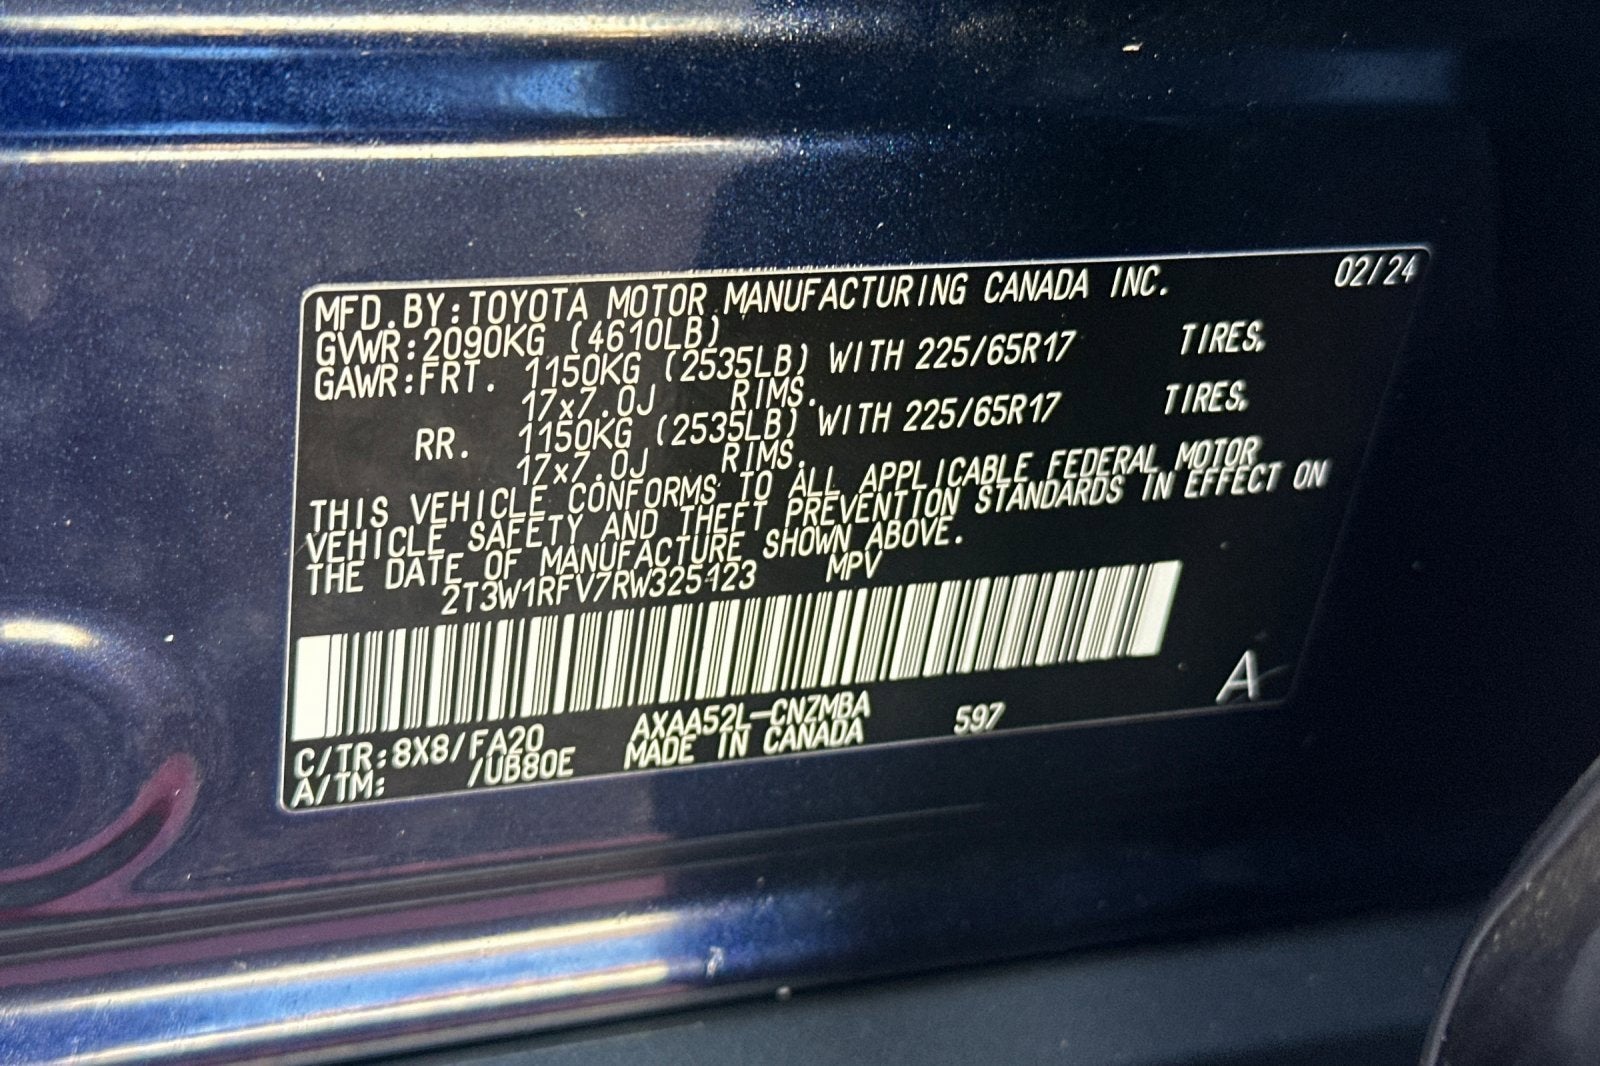 MFD. BY: TOYOTA MOTOR MANUFACTURING CANADA INC. 02/24
GVWR: 2090KG (4610LB)
GAWR: FRT. 1150KG (2535LB) WITH 225/65R17 TIRES,
17x7.0J RIMS.
RR. 1150KG (2535LB) WITH 225/65R17 TIRES,
17x7.0J RIMS.
THIS VEHICLE CONFORMS TO ALL APPLICABLE FEDERAL MOTOR
VEHICLE SAFETY AND THEFT PREVENTION STANDARDS IN EFFECT ON
THE DATE OF MANUFACTURE SHOWN ABOVE.
2T3W1RFV7RW325123 MPV
C/TR: 8X8/FA20 AXAA52L-CNZMBA 597 A
A/TM: /UB80E MADE IN CANADA